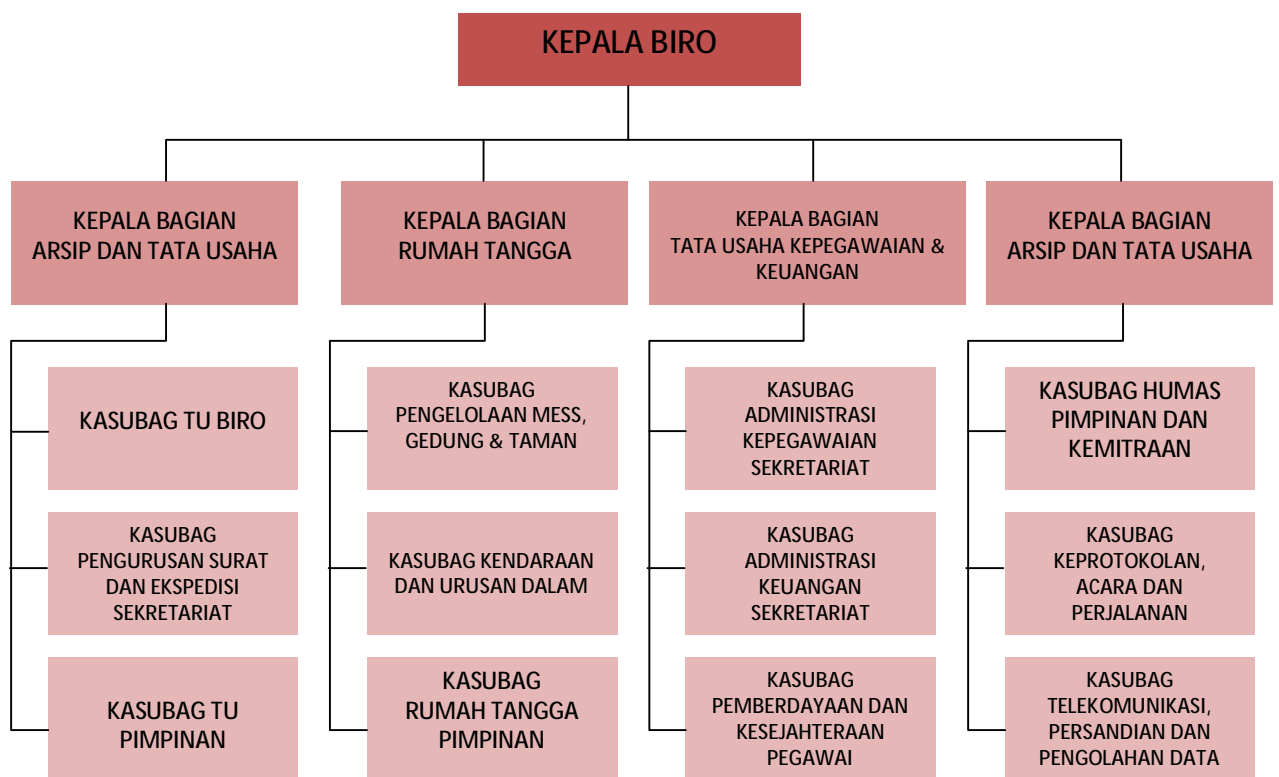 KEPALA BIRO
KEPALA BAGIAN
ARSIP DAN TATA USAHA
KEPALA BAGIAN
RUMAH TANGGA
KEPALA BAGIAN
TATA USAHA KEPEGAWAIAN &
KEUANGAN
KEPALA BAGIAN
ARSIP DAN TATA USAHA
KASUBAG TU BIRO
KASUBAG
PENGELOLAAN MESS,
GEDUNG & TAMAN
KASUBAG
ADMINISTRASI
KEPEGAWAIAN
SEKRETARIAT
KASUBAG HUMAS
PIMPINAN DAN
KEMITRAAN
KASUBAG
PENGURUSAN SURAT
DAN EKSPEDISI
SEKRETARIAT
KASUBAG KENDARAAN
DAN URUSAN DALAM
KASUBAG
ADMINISTRASI
KEUANGAN
SEKRETARIAT
KASUBAG
KEPROTOKOLAN,
ACARA DAN
PERJALANAN
KASUBAG TU
PIMPINAN
KASUBAG
RUMAH TANGGA
PIMPINAN
KASUBAG
PEMBERDAYAAN DAN
KESEJAHTERAAN
PEGAWAI
KASUBAG
TELEKOMUNIKASI,
PERSANDIAN DAN
PENGOLAHAN DATA